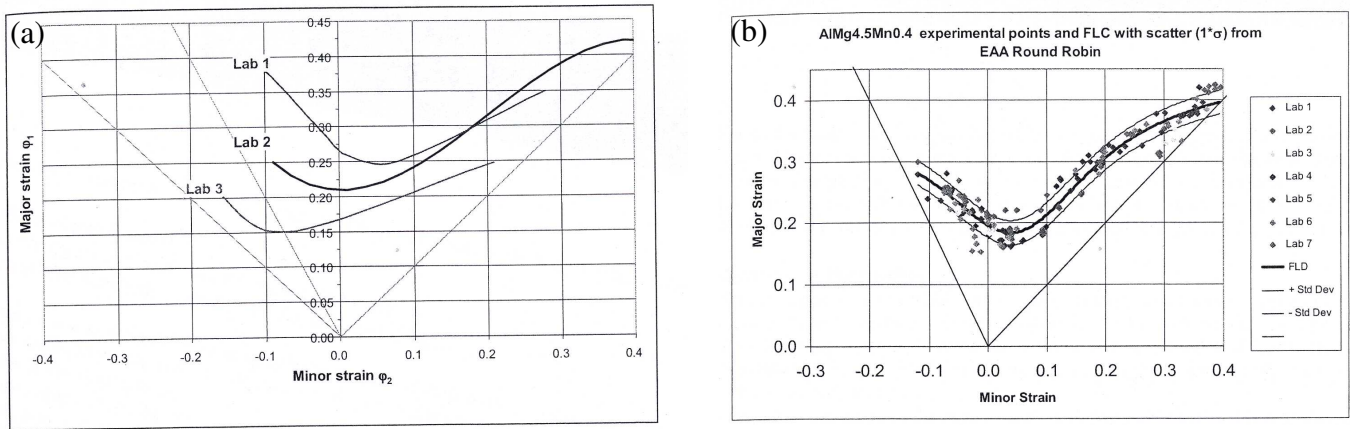 (a)
Major strain φ1
0.45
0.40
0.35
0.30
0.25
0.20
0.15
0.10
0.05
0.00
Lab 1
Lab 2
Lab 3
-0.4 -0.3 -0.2 -0.1 0.0 0.1 0.2 0.3 0.4
Minor strain φ2
(b)
AlMg4.5Mn0.4 experimental points and FLC with scatter (1*σ) from
EAA Round Robin
Major Strain
0.4
0.3
0.2
0.1
0.0
-0.3 -0.2 -0.1 0.0 0.1 0.2 0.3 0.4
Minor Strain
Lab 1
Lab 2
Lab 3
Lab 4
Lab 5
Lab 6
Lab 7
FLD
+ Std Dev
- Std Dev